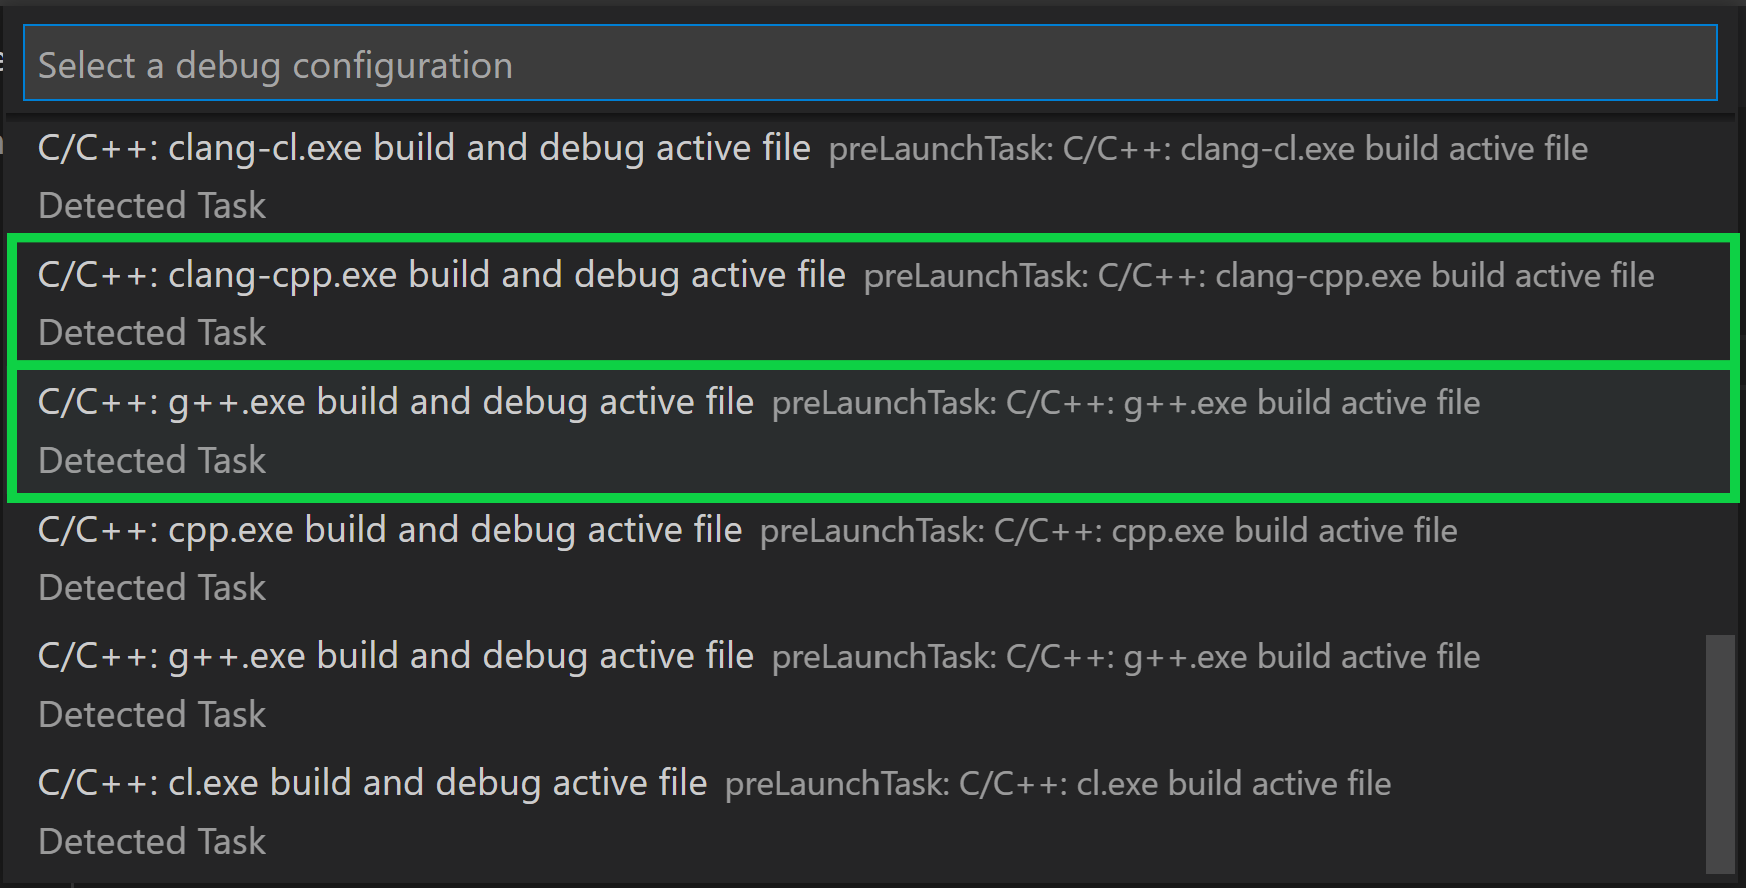 Select a debug configuration
C/C++: clang-cl.exe build and debug active file preLaunchTask: C/C++: clang-cl.exe build active file
Detected Task
C/C++: clang-cpp.exe build and debug active file preLaunchTask: C/C++: clang-cpp.exe build active file
Detected Task
C/C++: g++.exe build and debug active file preLaunchTask: C/C++: g++.exe build active file
Detected Task
C/C++: cpp.exe build and debug active file preLaunchTask: C/C++: cpp.exe build active file
Detected Task
C/C++: g++.exe build and debug active file preLaunchTask: C/C++: g++.exe build active file
Detected Task
C/C++: cl.exe build and debug active file preLaunchTask: C/C++: cl.exe build active file
Detected Task